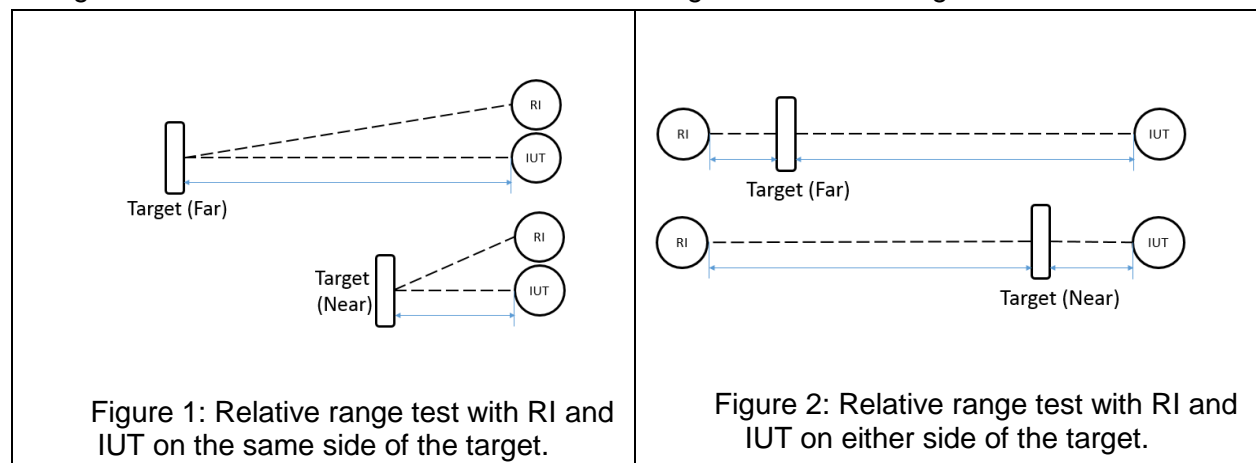 RI
IUT
Target (Far)
RI
Target
(Near)
IUT
Figure 1: Relative range test with RI and
IUT on the same side of the target.
RI
IUT
Target (Far)
RI
IUT
Target (Near)
Figure 2: Relative range test with RI and
IUT on either side of the target.